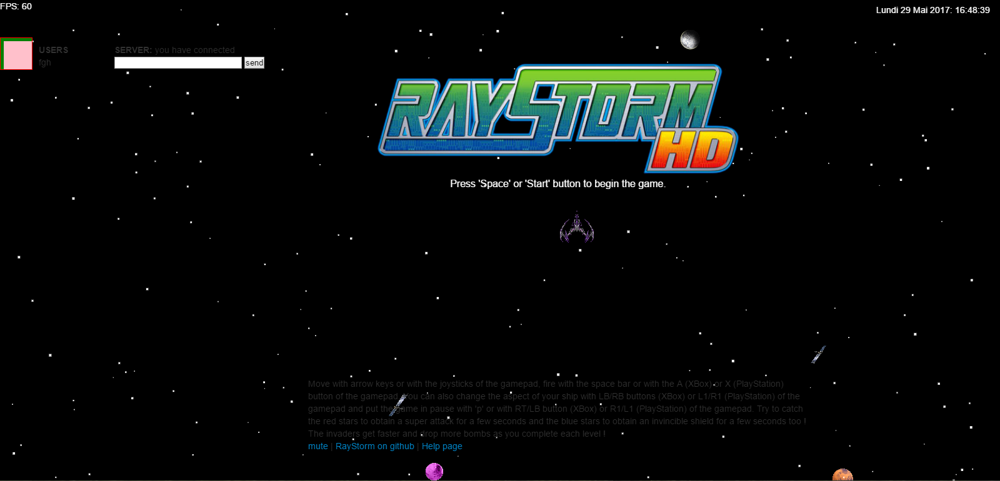 FPS: 60
Lundi 29 Mai 2017: 16:48:39
USERS
fgh
SERVER: you have connected
send
RAYSTORM
HD
Press 'Space' or 'Start' button to begin the game.
Move with arrow keys or with the joysticks of the gamepad, fire with the space bar or with the A (XBox) or X (PlayStation)
button of the gamepad. You can also change the aspect of your ship with LB/RB buttons (XBox) or L1/R1 (PlayStation) of the
gamepad and put the game in pause with 'p' or with RT/LB button (XBox) or R1/L1 (PlayStation) of the gamepad. Try to catch
the red stars to obtain a super attack for a few seconds and the blue stars to obtain an invincible shield for a few seconds too !
The invaders get faster and drop more bombs as you complete each level !
mute | RayStorm on github | Help page